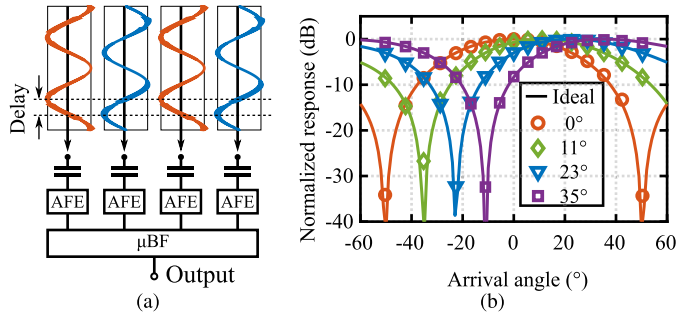 Delay
AFE AFE AFE AFE
μBF
Output
(a)
Normalized response (dB)
0
-10
-20
-30
-40
-60 -40 -20 0 20 40 60
Arrival angle (°)
Ideal
0°
11°
23°
35°
(b)